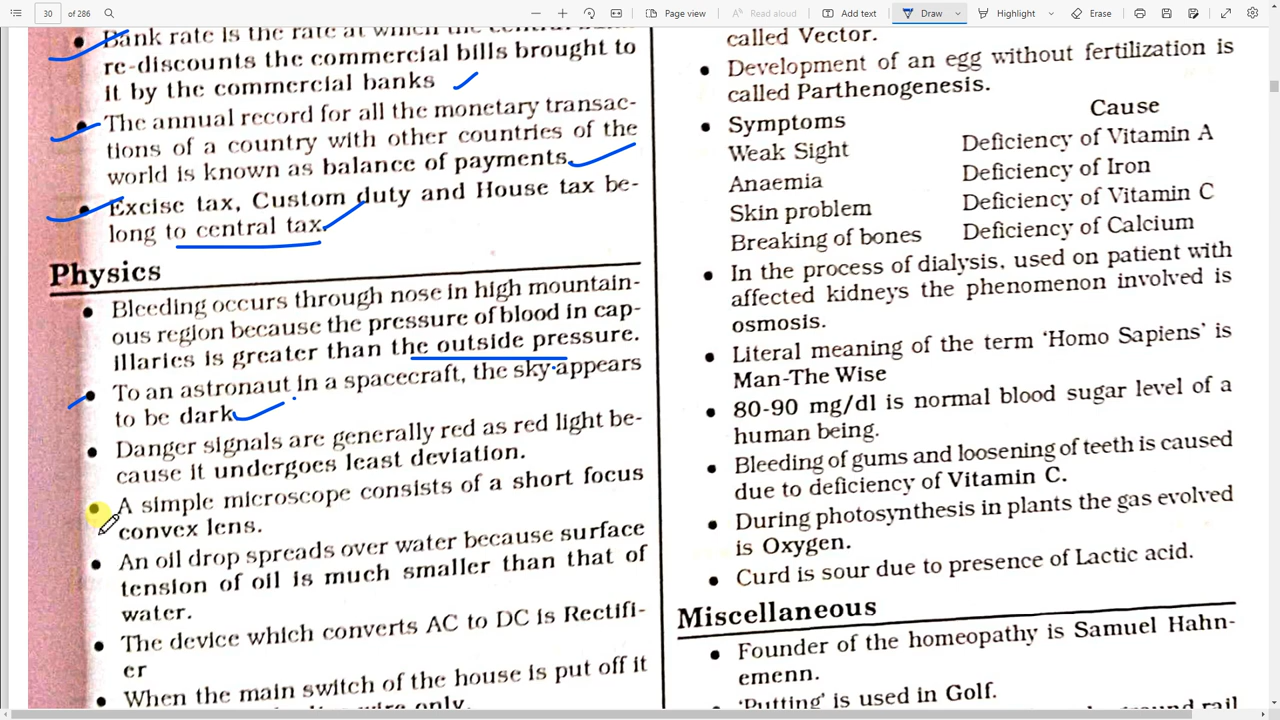 30 of 286
Page view
Read aloud
Add text
Draw
Highlight
Erase
Bank rate is the rate at which the central
re-discounts the commercial bills brought to
it by the commercial banks
The annual record for all the monetary transac-
tions of a country with other countries of the
world is known as balance of payments.
Excise tax, Custom duty and House tax be-
long to central tax.
Physics
Bleeding occurs through nose in high mountain-
ous region because the pressure of blood in cap-
illaries is greater than the outside pressure.
To an astronaut in a spacecraft, the sky appears
to be dark
Danger signals are generally red as red light be-
cause it undergoes least deviation.
A simple microscope consists of a short focus
convex lens.
An oil drop spreads over water because surface
tension of oil is much smaller than that of
water.
The device which converts AC to DC is Rectifi-
er
When the main switch of the house is put off it
wire only.
called Vector.
Development of an egg without fertilization is
called Parthenogenesis.
Symptoms Cause
Weak Sight Deficiency of Vitamin A
Anaemia Deficiency of Iron
Skin problem Deficiency of Vitamin C
Breaking of bones Deficiency of Calcium
In the process of dialysis, used on patient with
affected kidneys the phenomenon involved is
osmosis.
Literal meaning of the term 'Homo Sapiens' is
Man-The Wise
80-90 mg/dl is normal blood sugar level of a
human being.
Bleeding of gums and loosening of teeth is caused
due to deficiency of Vitamin C.
During photosynthesis in plants the gas evolved
is Oxygen.
Curd is sour due to presence of Lactic acid.
Miscellaneous
Founder of the homeopathy is Samuel Hahn-
emenn.
'Putting' is used in Golf.
ground rail